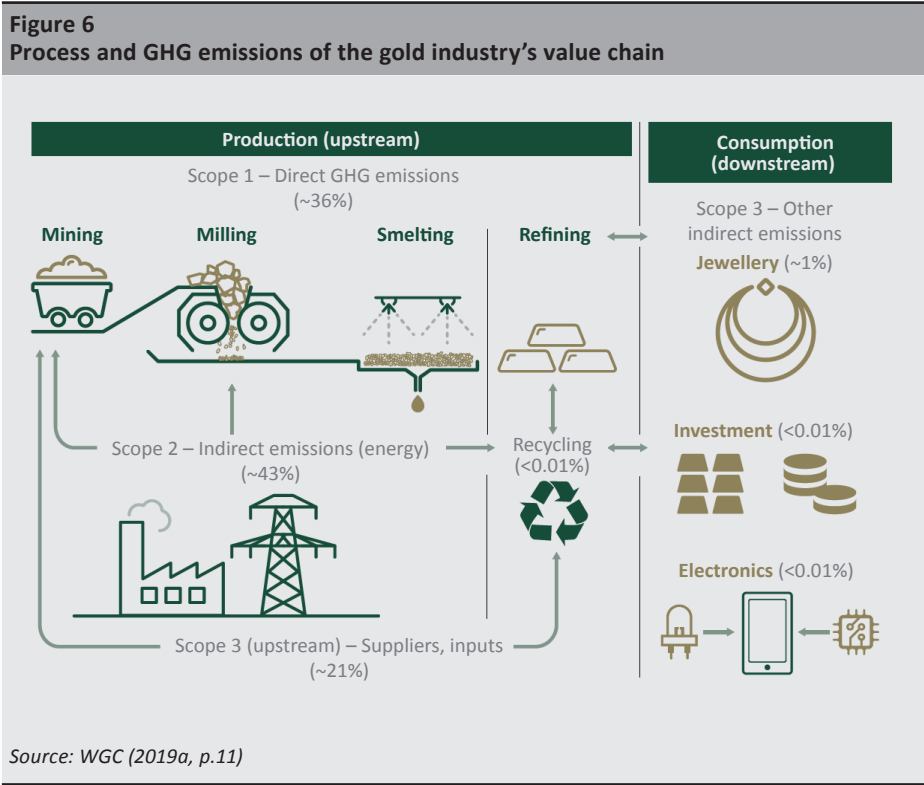 Figure 6
Process and GHG emissions of the gold industry's value chain
Production (upstream)
Scope 1 – Direct GHG emissions
(~36%)
Mining
Milling
Smelting
Refining
Scope 2 – Indirect emissions (energy)
(~43%)
Recycling
(<0.01%)
Scope 3 (upstream) – Suppliers, inputs
(~21%)
Consumption
(downstream)
Scope 3 – Other
indirect emissions
Jewellery (~1%)
Investment (<0.01%)
Electronics (<0.01%)
Source: WGC (2019a, p.11)